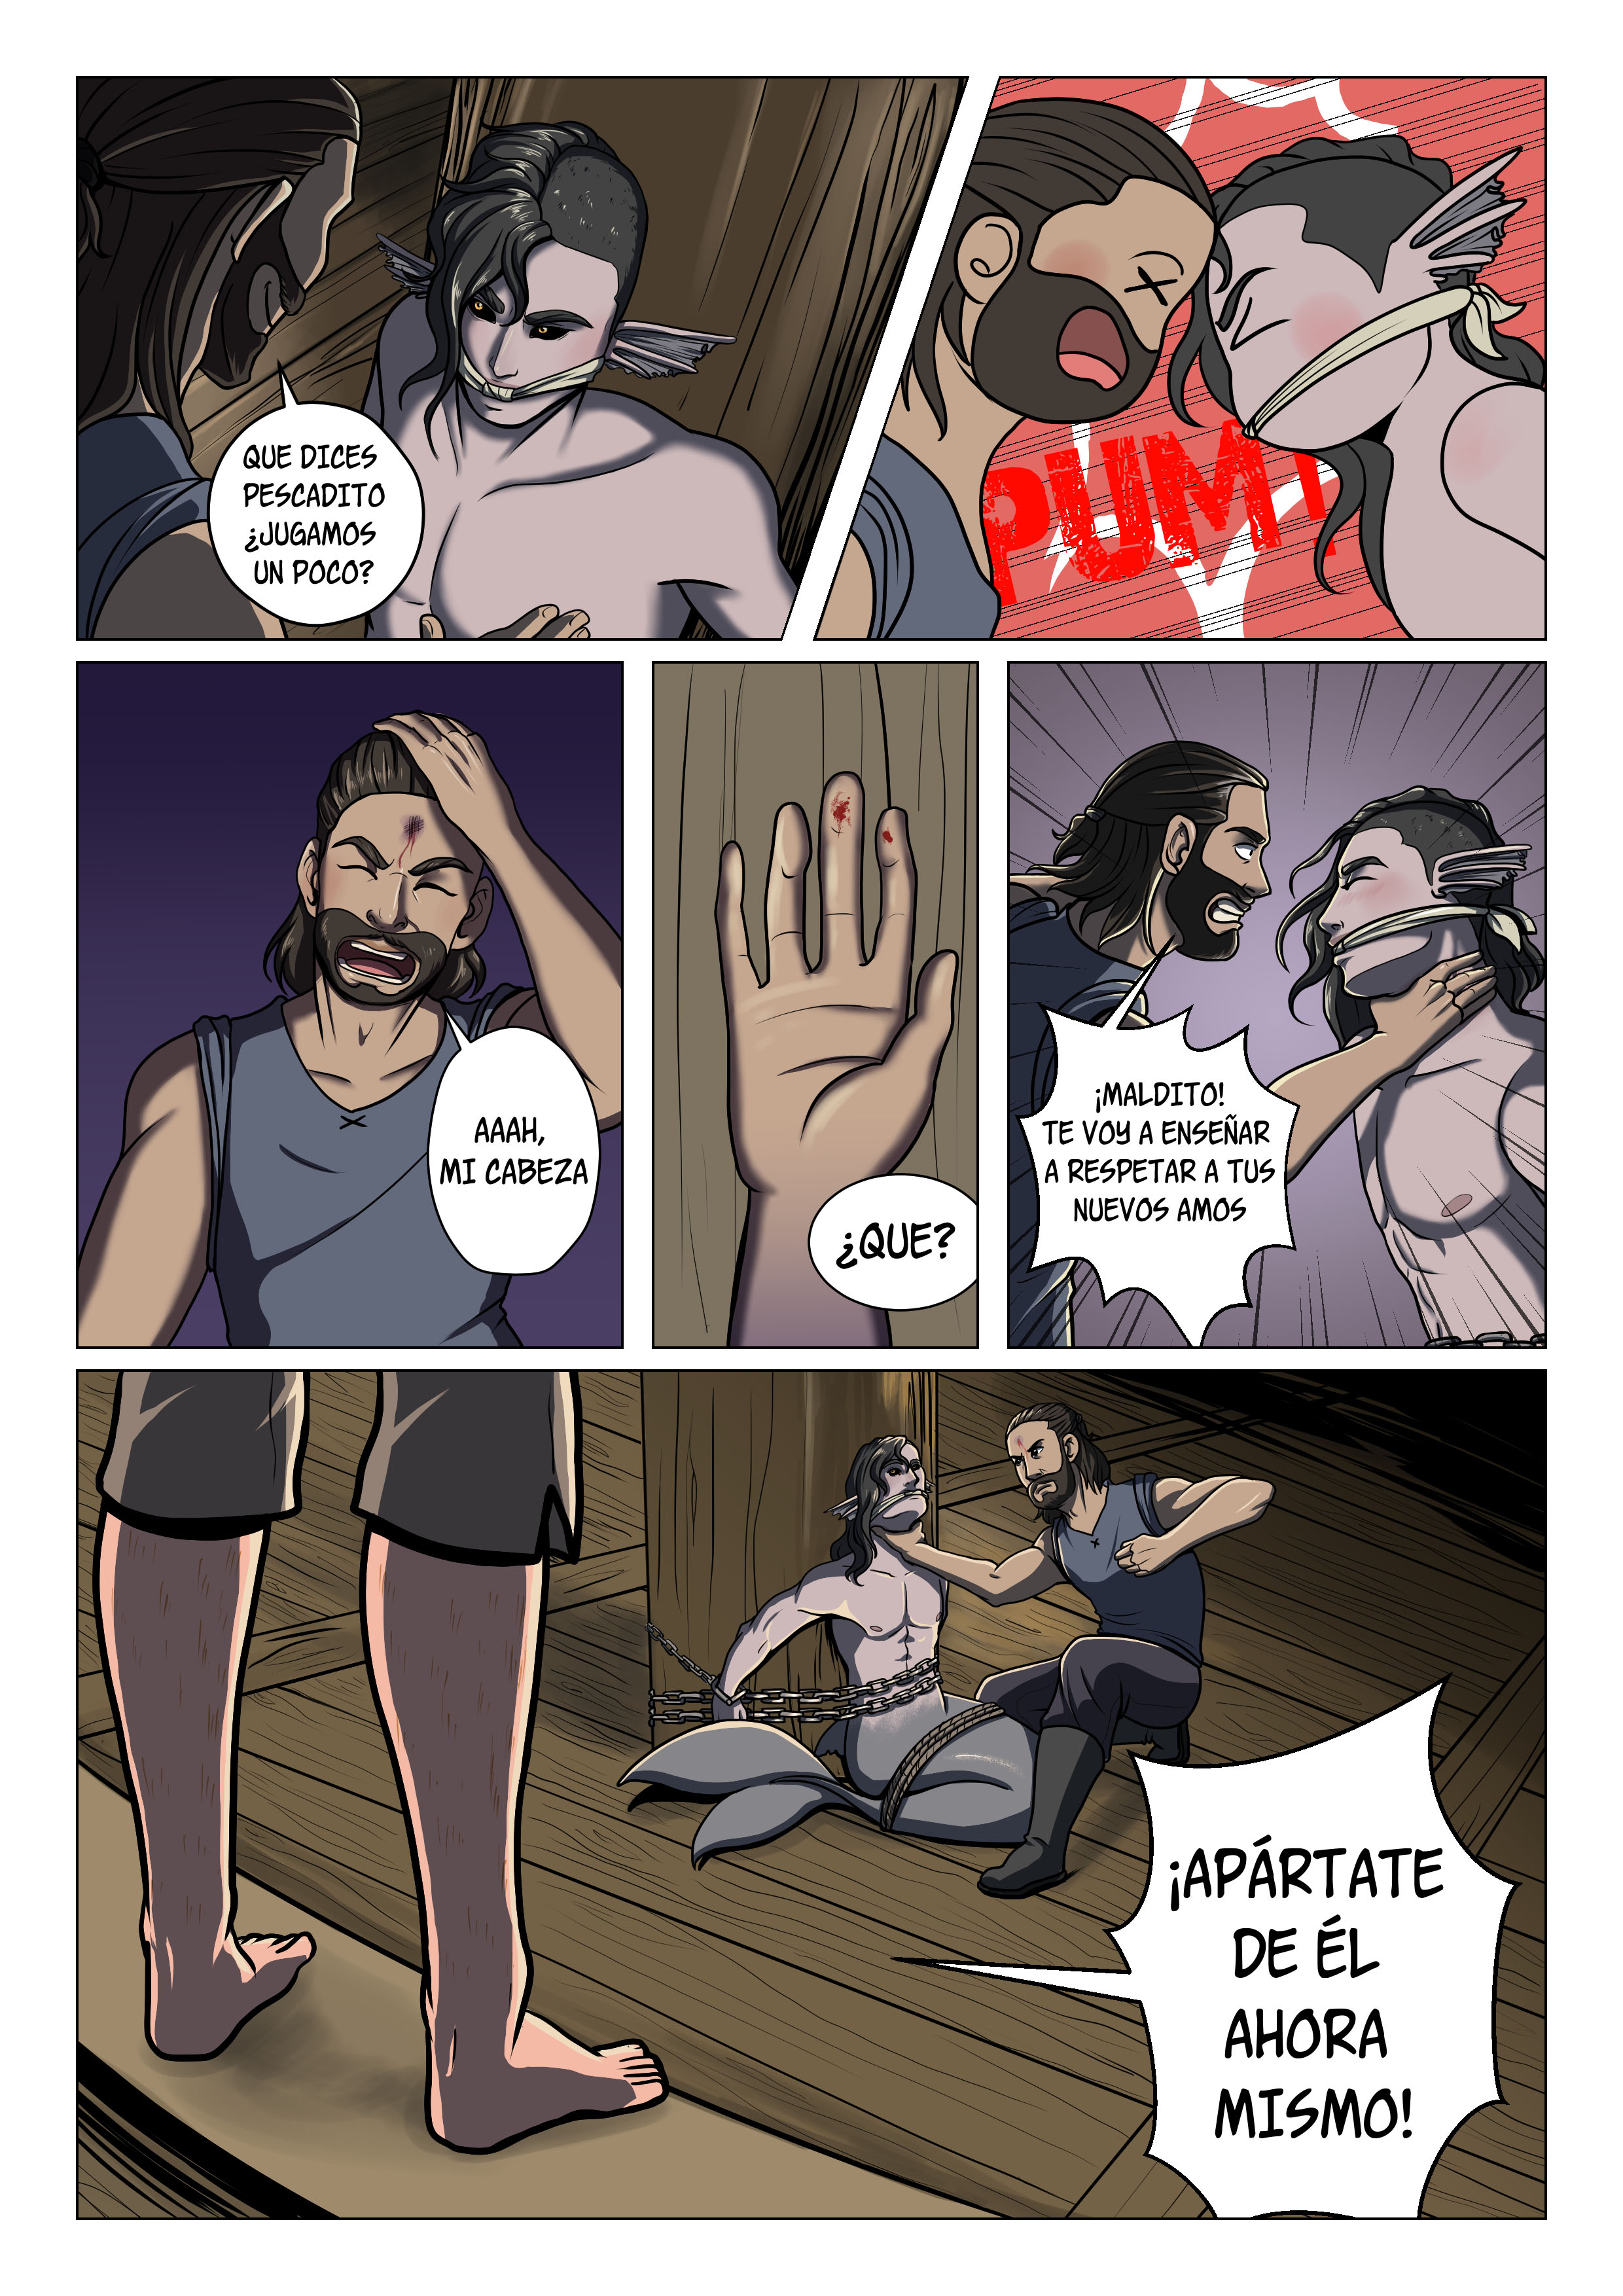 QUE DICES
PESCADITO
¿JUGAMOS
UN POCO?
PUM!
AAAH,
MI CABEZA
¿QUE?
¡MALDITO!
TE VOY A ENSEÑAR
A RESPETAR A TUS
NUEVOS AMOS
¡APÁRTATE
DE ÉL
AHORA
MISMO!